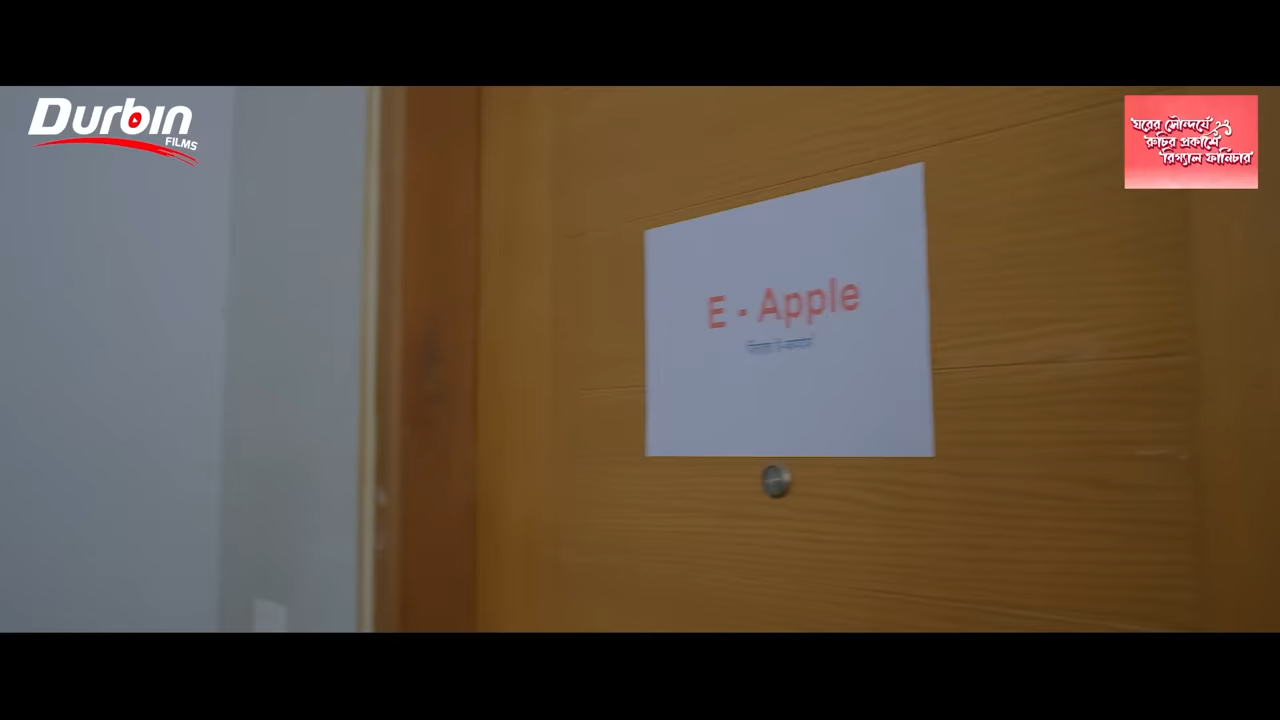 Durbin
FILMS
ঘরের সৌন্দর্যে
রুচির প্রকাশে
রিগ্যাল ফার্নিচার
E - Apple